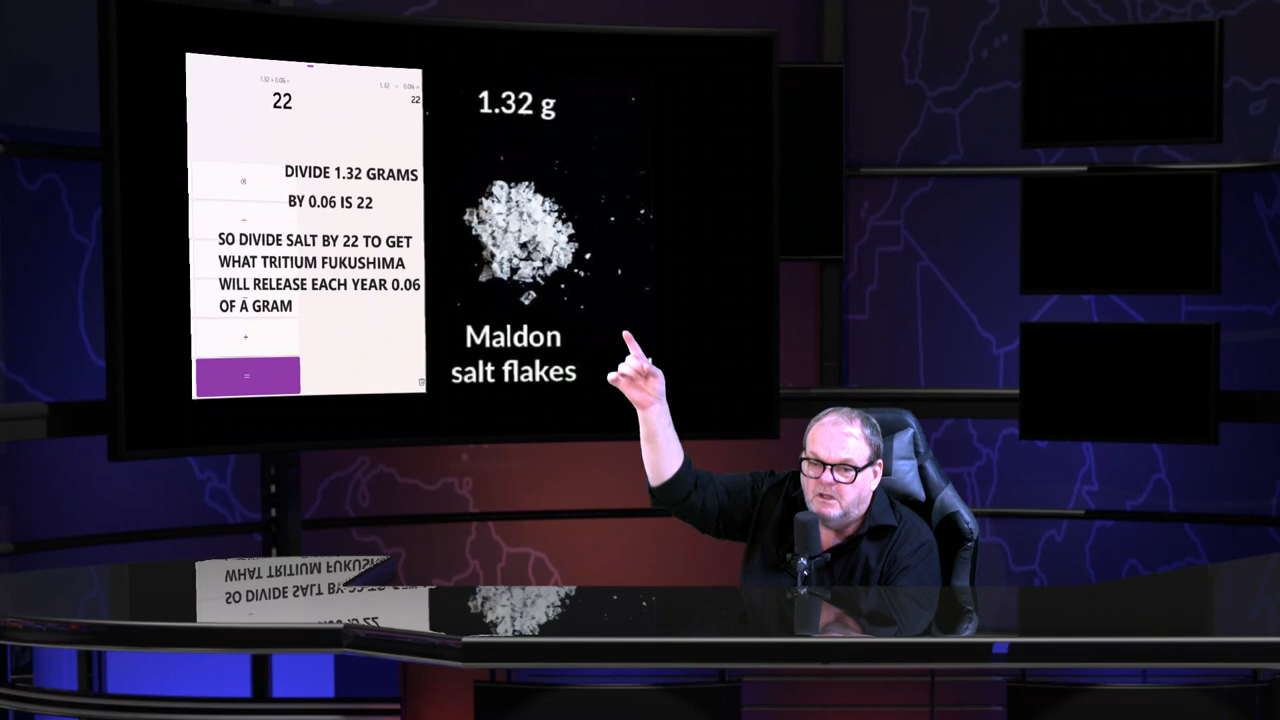 1.32 ÷ 0.06 =
22
1.32 ÷ 0.06 =
22
DIVIDE 1.32 GRAMS
BY 0.06 IS 22
SO DIVIDE SALT BY 22 TO GET
WHAT TRITIUM FUKUSHIMA
WILL RELEASE EACH YEAR 0.06
OF A GRAM
÷
+
=
1.32 g
Maldon
salt flakes